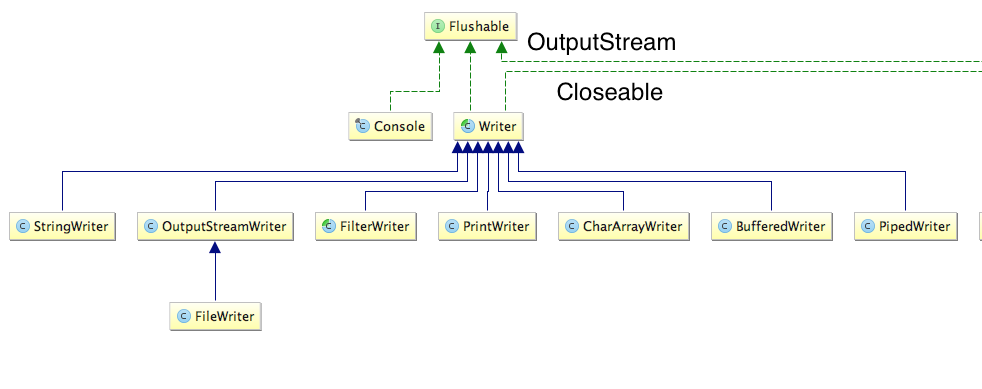 I Flushable
OutputStream
Closeable
C Console
C Writer
C StringWriter
C OutputStreamWriter
C FilterWriter
C PrintWriter
C CharArrayWriter
C BufferedWriter
C PipedWriter
C FileWriter